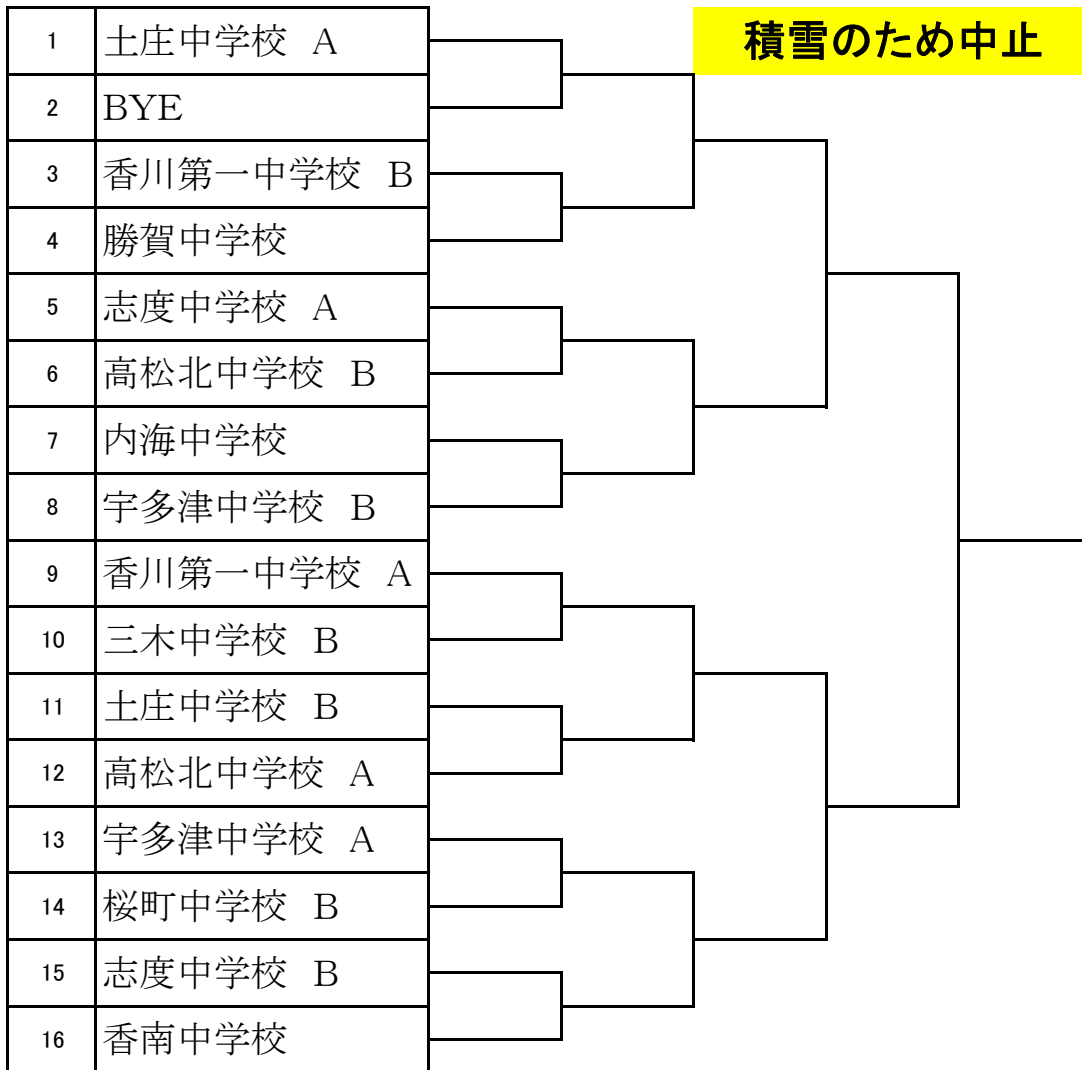 積雪のため中止
1 土庄中学校 A
2 BYE
3 香川第一中学校 B
4 勝賀中学校
5 志度中学校 A
6 高松北中学校 B
7 内海中学校
8 宇多津中学校 B
9 香川第一中学校 A
10 三木中学校 B
11 土庄中学校 B
12 高松北中学校 A
13 宇多津中学校 A
14 桜町中学校 B
15 志度中学校 B
16 香南中学校